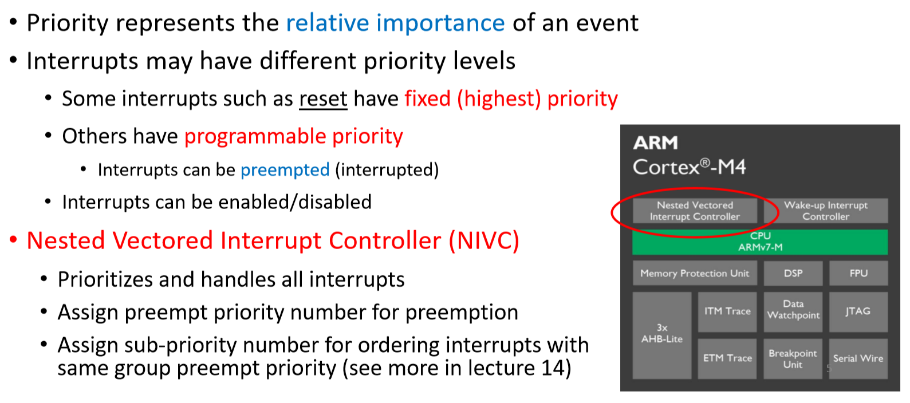 • Priority represents the relative importance of an event
• Interrupts may have different priority levels
• Some interrupts such as reset have fixed (highest) priority
• Others have programmable priority
• Interrupts can be preempted (interrupted)
• Interrupts can be enabled/disabled
• Nested Vectored Interrupt Controller (NIVC)
• Prioritizes and handles all interrupts
• Assign preempt priority number for preemption
• Assign sub-priority number for ordering interrupts with
same group preempt priority (see more in lecture 14)
ARM
Cortex®-M4
Nested Vectored
Interrupt Controller
Wake-up Interrupt
Controller
CPU
ARMv7-M
Memory Protection Unit
DSP
FPU
3x
AHB-Lite
ITM Trace
Data
Watchpoint
JTAG
ETM Trace
Breakpoint
Unit
Serial Wire